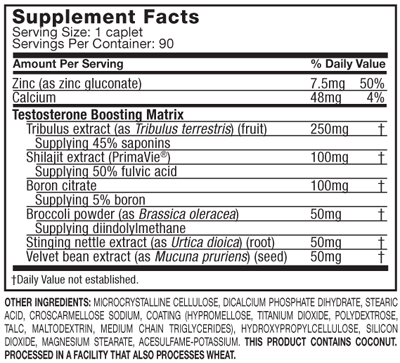 Supplement Facts
Serving Size: 1 caplet
Servings Per Container: 90
Amount Per Serving % Daily Value
Zinc (as zinc gluconate) 7.5mg 50%
Calcium 48mg 4%
Testosterone Boosting Matrix
Tribulus extract (as Tribulus terrestris) (fruit) 250mg †
Supplying 45% saponins
Shilajit extract (PrimaVie®) 100mg †
Supplying 50% fulvic acid
Boron citrate 100mg †
Supplying 5% boron
Broccoli powder (as Brassica oleracea) 50mg †
Supplying diindolylmethane
Stinging nettle extract (as Urtica dioica) (root) 50mg †
Velvet bean extract (as Mucuna pruriens) (seed) 50mg †
†Daily Value not established.
OTHER INGREDIENTS: MICROCRYSTALLINE CELLULOSE, DICALCIUM PHOSPHATE DIHYDRATE, STEARIC
ACID, CROSCARMELLOSE SODIUM, COATING (HYPROMELLOSE, TITANIUM DIOXIDE, POLYDEXTROSE,
TALC, MALTODEXTRIN, MEDIUM CHAIN TRIGLYCERIDES), HYDROXYPROPYLCELLULOSE, SILICON
DIOXIDE, MAGNESIUM STEARATE, ACESULFAME-POTASSIUM. THIS PRODUCT CONTAINS COCONUT.
PROCESSED IN A FACILITY THAT ALSO PROCESSES WHEAT.